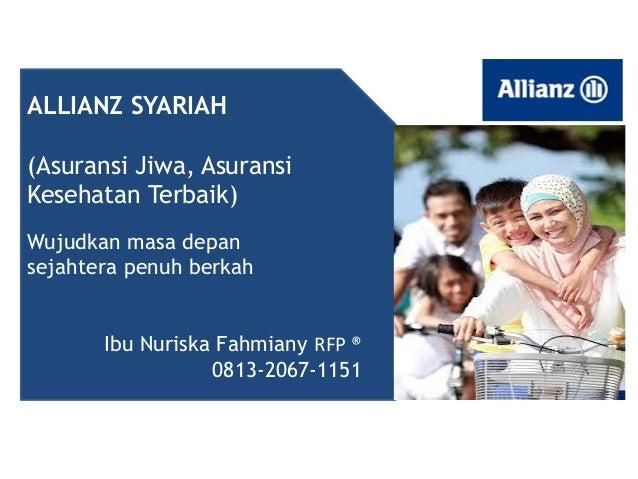 ALLIANZ SYARIAH
(Asuransi Jiwa, Asuransi
Kesehatan Terbaik)
Wujudkan masa depan
sejahtera penuh berkah
Ibu Nuriska Fahmiany RFP ®
0813-2067-1151
Allianz